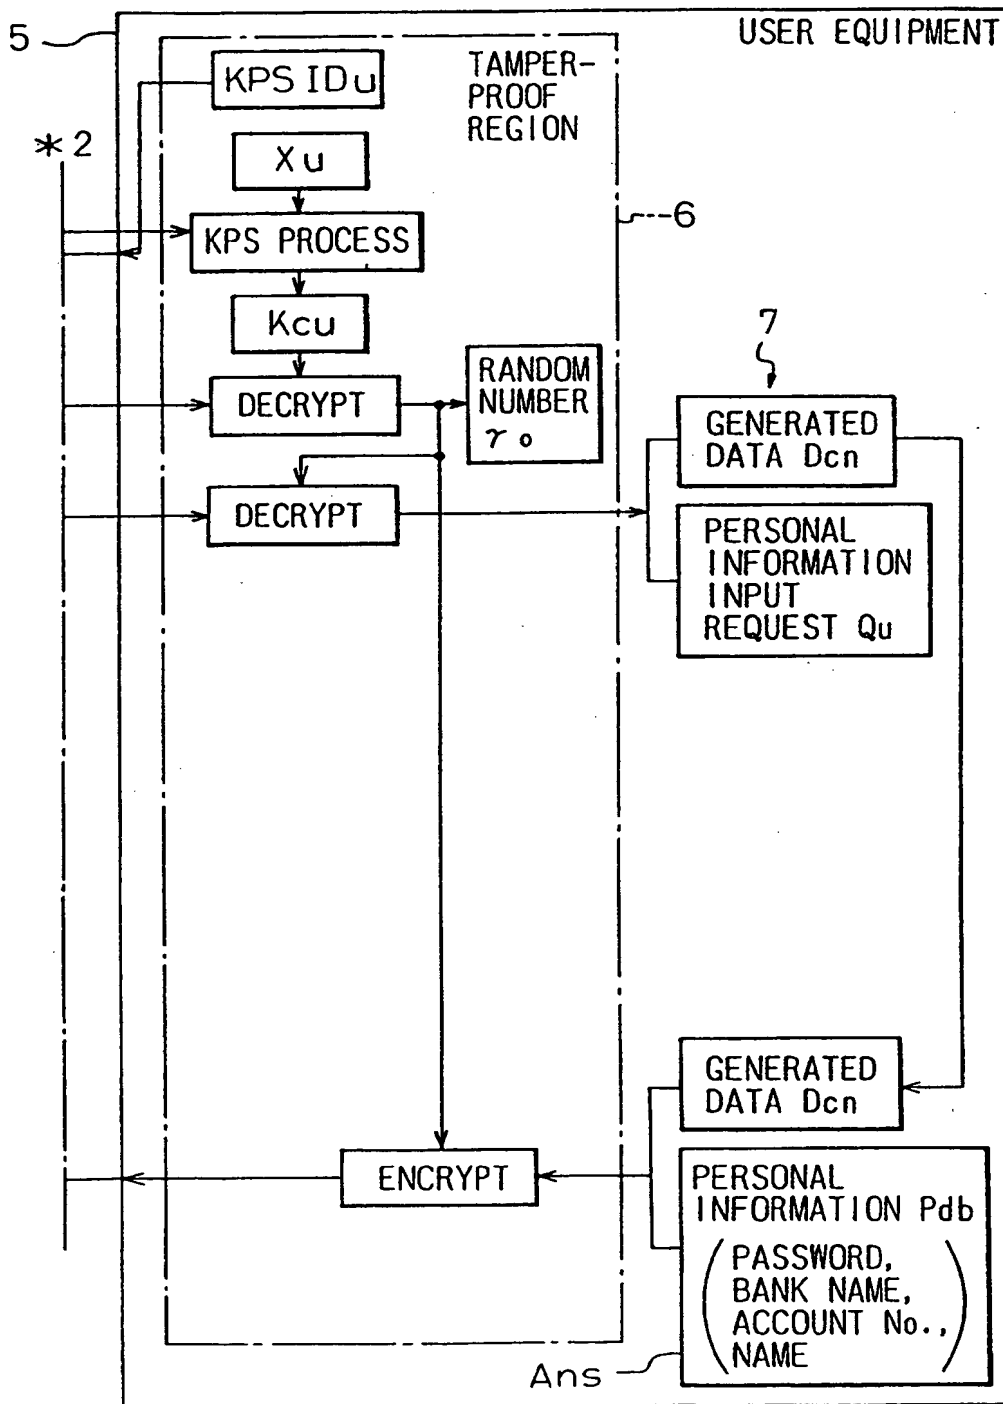 5
USER EQUIPMENT
KPS IDu
TAMPER-
PROOF
REGION
*2
Xu
6
KPS PROCESS
Kcu
7
DECRYPT
RANDOM
NUMBER
γo
GENERATED
DATA Dcn
DECRYPT
PERSONAL
INFORMATION
INPUT
REQUEST Qu
GENERATED
DATA Dcn
ENCRYPT
PERSONAL
INFORMATION Pdb
(PASSWORD,
BANK NAME,
ACCOUNT No.,
NAME)
Ans